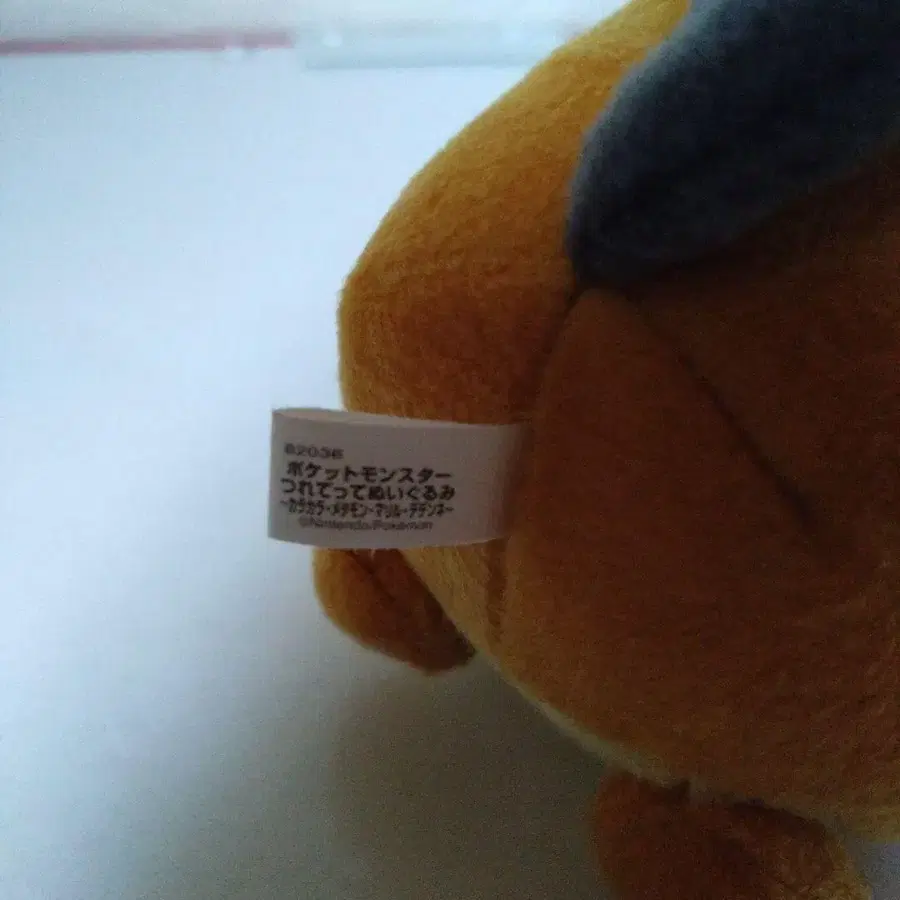 82036
ポケットモンスター
つれてってぬいぐるみ
~カラカラ・メタモン・マリル・デデンネ~
©Nintendo/Pokémon